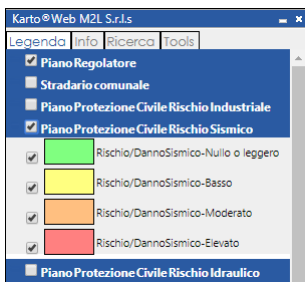 Karto®Web M2L S.r.l.s
Legenda Info Ricerca Tools
Piano Regolatore
Stradario comunale
Piano Protezione Civile Rischio Industriale
Piano Protezione Civile Rischio Sismico
Rischio/DannoSismico-Nullo o leggero
Rischio/DannoSismico-Basso
Rischio/DannoSismico-Moderato
Rischio/DannoSismico-Elevato
Piano Protezione Civile Rischio Idraulico